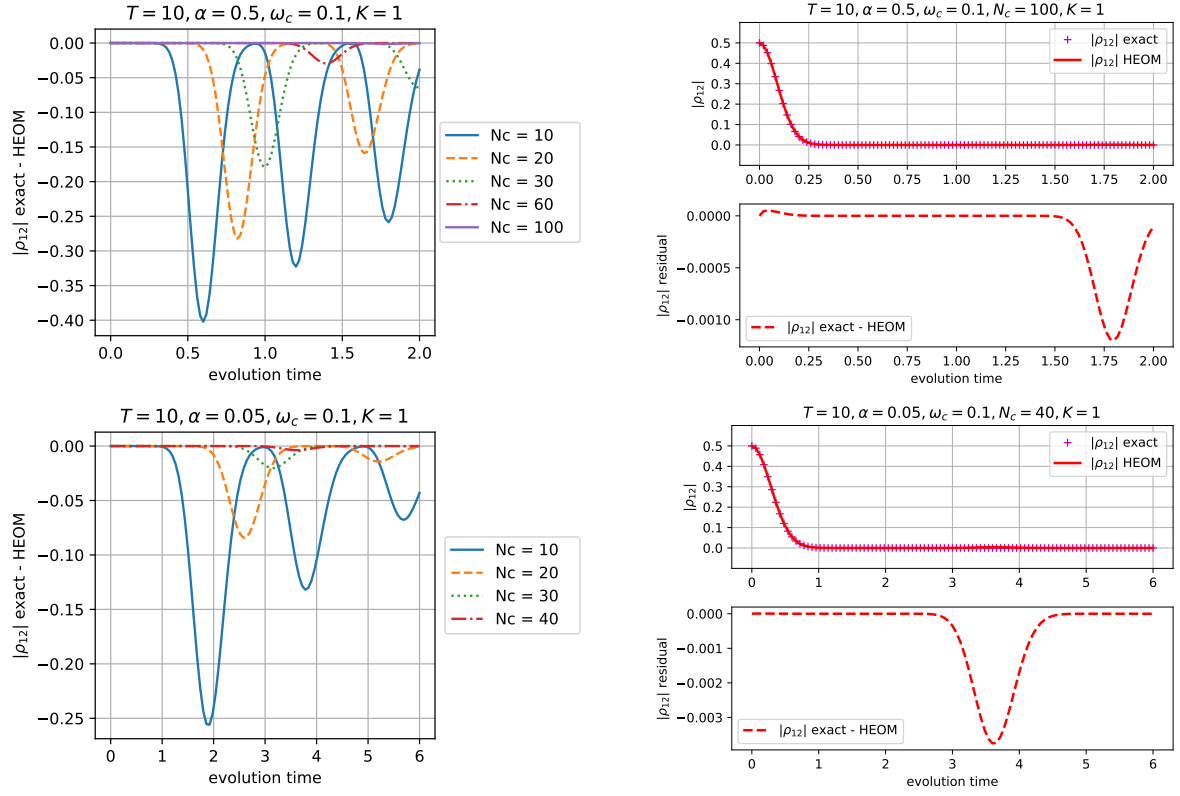 T = 10, α = 0.5, ω_c = 0.1, K = 1
|ρ₁₂| exact - HEOM
0.00
−0.05
−0.10
−0.15
−0.20
−0.25
−0.30
−0.35
−0.40
0.0 0.5 1.0 1.5 2.0
evolution time
Nc = 10
Nc = 20
Nc = 30
Nc = 60
Nc = 100
T = 10, α = 0.5, ω_c = 0.1, N_c = 100, K = 1
|ρ₁₂|
0.5
0.4
0.3
0.2
0.1
0.0
|ρ₁₂| exact
|ρ₁₂| HEOM
0.00 0.25 0.50 0.75 1.00 1.25 1.50 1.75 2.00
|ρ₁₂| residual
0.0000
−0.0005
−0.0010
|ρ₁₂| exact - HEOM
0.00 0.25 0.50 0.75 1.00 1.25 1.50 1.75 2.00
evolution time
T = 10, α = 0.05, ω_c = 0.1, K = 1
|ρ₁₂| exact - HEOM
0.00
−0.05
−0.10
−0.15
−0.20
−0.25
0 1 2 3 4 5 6
evolution time
Nc = 10
Nc = 20
Nc = 30
Nc = 40
T = 10, α = 0.05, ω_c = 0.1, N_c = 40, K = 1
|ρ₁₂|
0.5
0.4
0.3
0.2
0.1
0.0
|ρ₁₂| exact
|ρ₁₂| HEOM
0 1 2 3 4 5 6
|ρ₁₂| residual
0.000
−0.001
−0.002
−0.003
|ρ₁₂| exact - HEOM
0 1 2 3 4 5 6
evolution time